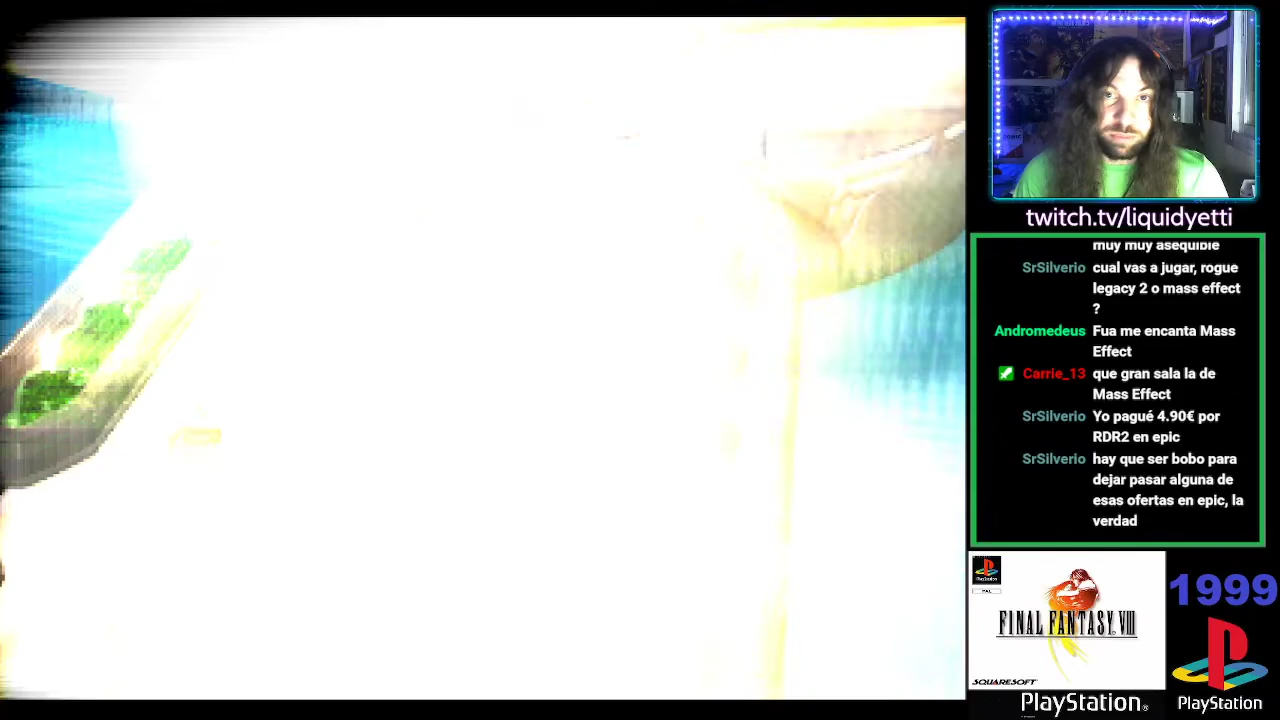 twitch.tv/liquidyetti
muy muy asequible
SrSilverio cual vas a jugar, rogue
legacy 2 o mass effect
?
Andromedeus Fua me encanta Mass
Effect
Carrie_13 que gran sala la de
Mass Effect
SrSilverio Yo pagué 4.90€ por
RDR2 en epic
SrSilverio hay que ser bobo para
dejar pasar alguna de
esas ofertas en epic, la
verdad
PlayStation
PAL
FINAL FANTASY VIII
SQUARESOFT
PlayStation
1999
PlayStation